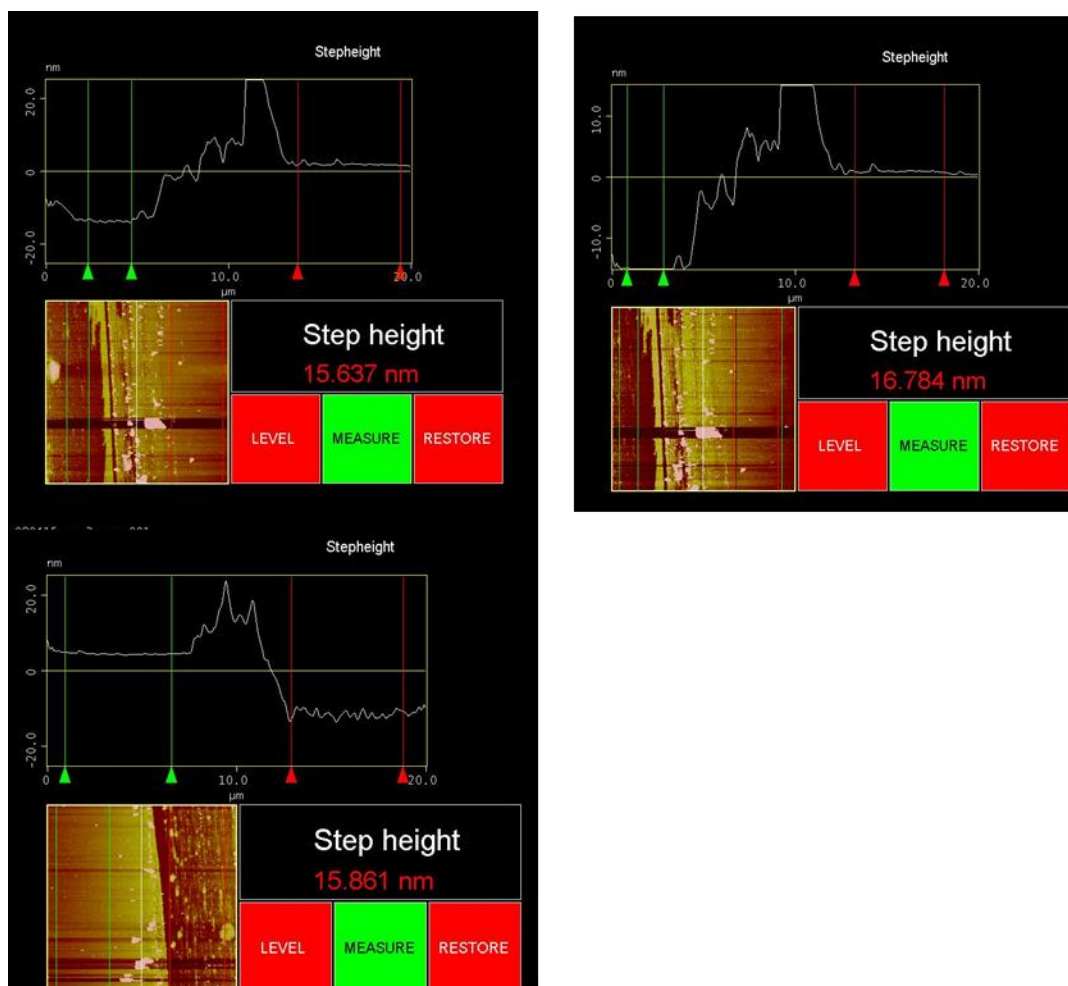 Stepheight
nm
20.0
0
-20.0
0 10.0 20.0
µm
Step height
15.637 nm
LEVEL MEASURE RESTORE
Stepheight
nm
10.0
0
-10.0
0 10.0 20.0
µm
Step height
16.784 nm
LEVEL MEASURE RESTORE
Stepheight
nm
20.0
0
-20.0
0 10.0 20.0
µm
Step height
15.861 nm
LEVEL MEASURE RESTORE